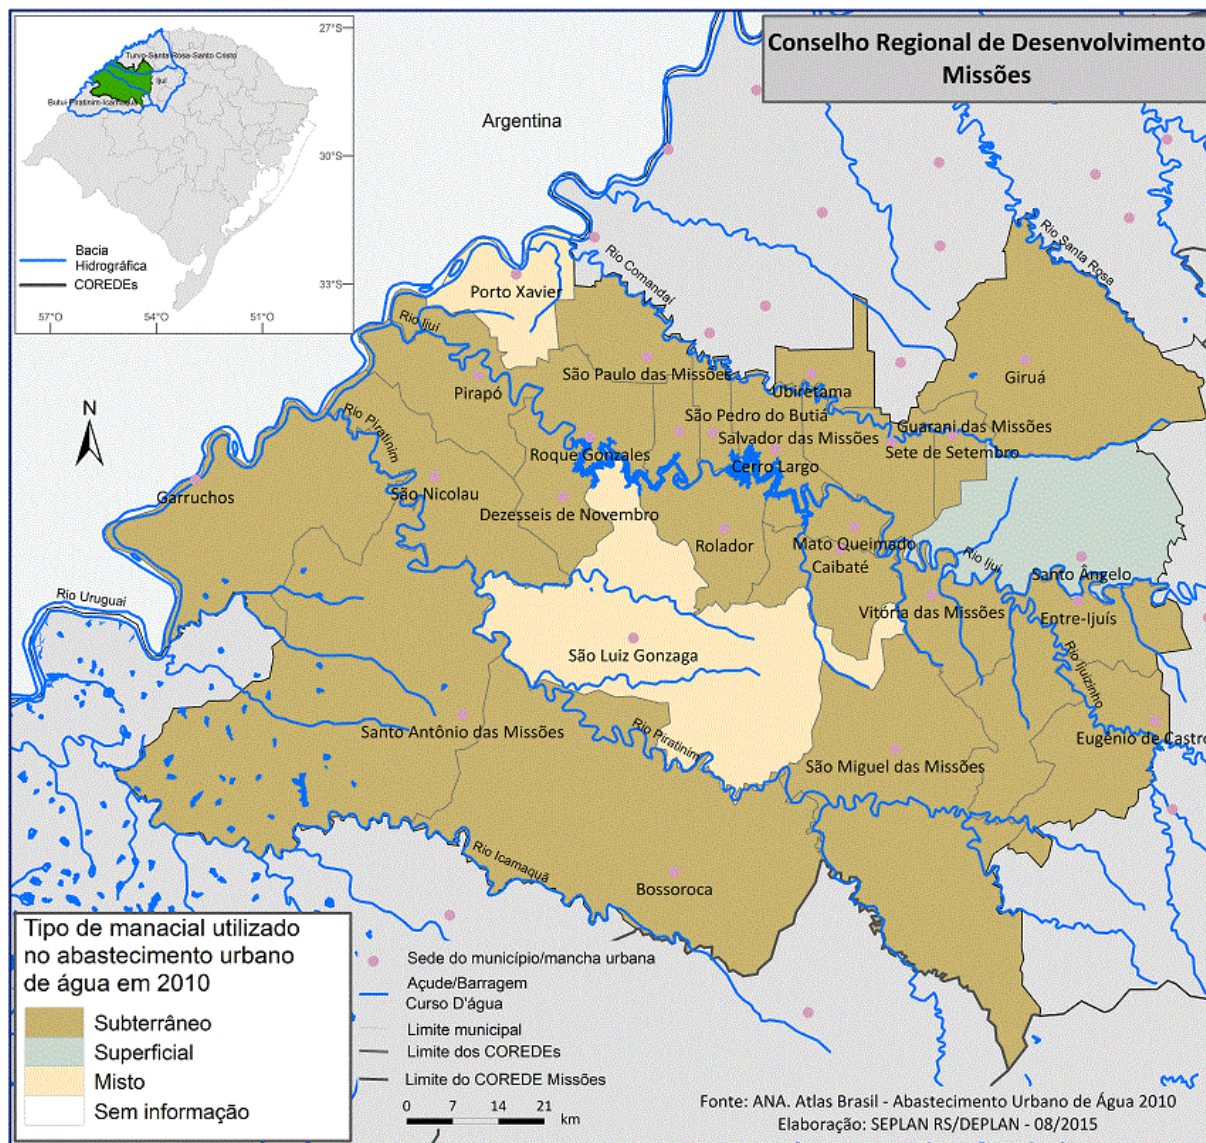 Conselho Regional de Desenvolvimento
Missões
27°S
30°S
33°S
57°O
54°O
51°O
Turvo-Santa Rosa-Santo Cristo
Ijuí
Butuí Piratinim-Icamaquã
Bacia
Hidrográfica
COREDEs
Argentina
N
Rio Santa Rosa
Rio Comandaí
Porto Xavier
Rio Ijuí
São Paulo das Missões
Giruá
Pirapó
Ubiretama
Rio Piratinim
São Pedro do Butiá
Guarani das Missões
Salvador das Missões
Roque Gonzales
Sete de Setembro
Cerro Largo
Garruchos
São Nicolau
Dezesseis de Novembro
Rolador
Mato Queimado
Caibaté
Rio Ijuí
Santo Ângelo
Rio Uruguai
Vitória das Missões
Entre-Ijuís
São Luiz Gonzaga
Rio Ijuizinho
Santo Antônio das Missões
Rio Piratinim
Eugênio de Castro
São Miguel das Missões
Rio Icamaquã
Bossoroca
Tipo de manacial utilizado
no abastecimento urbano
de água em 2010
Subterrâneo
Superficial
Misto
Sem informação
Sede do município/mancha urbana
Açude/Barragem
Curso D'água
Limite municipal
Limite dos COREDEs
Limite do COREDE Missões
0 7 14 21
km
Fonte: ANA. Atlas Brasil - Abastecimento Urbano de Água 2010
Elaboração: SEPLAN RS/DEPLAN - 08/2015